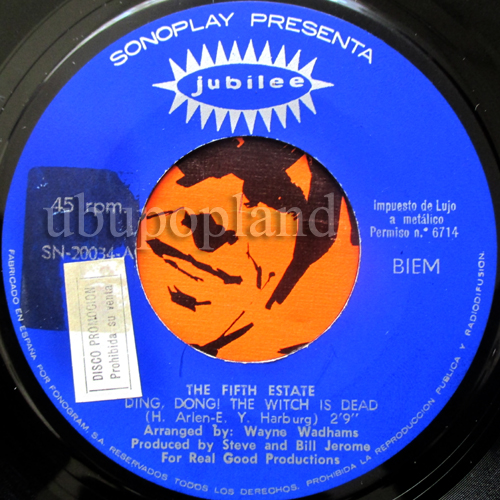 SONOPLAY PRESENTA
jubilee
45 rpm
SN-20034-A
ubupopland
Impuesto de Lujo
a metálico
Permiso n.° 6714
BIEM
DISCO PROMOCION
Prohibida su venta
THE FIFTH ESTATE
DING, DONG! THE WITCH IS DEAD
(H. Arlen-E. Y. Harburg) 2'9"
Arranged by: Wayne Wadhams
Produced by Steve and Bill Jerome
For Real Good Productions
FABRICADO EN ESPAÑA POR FONOGRAM. S.A. RESERVADOS TODOS LOS DERECHOS. PROHIBIDA LA REPRODUCCION PUBLICA Y RADIODIFUSION.